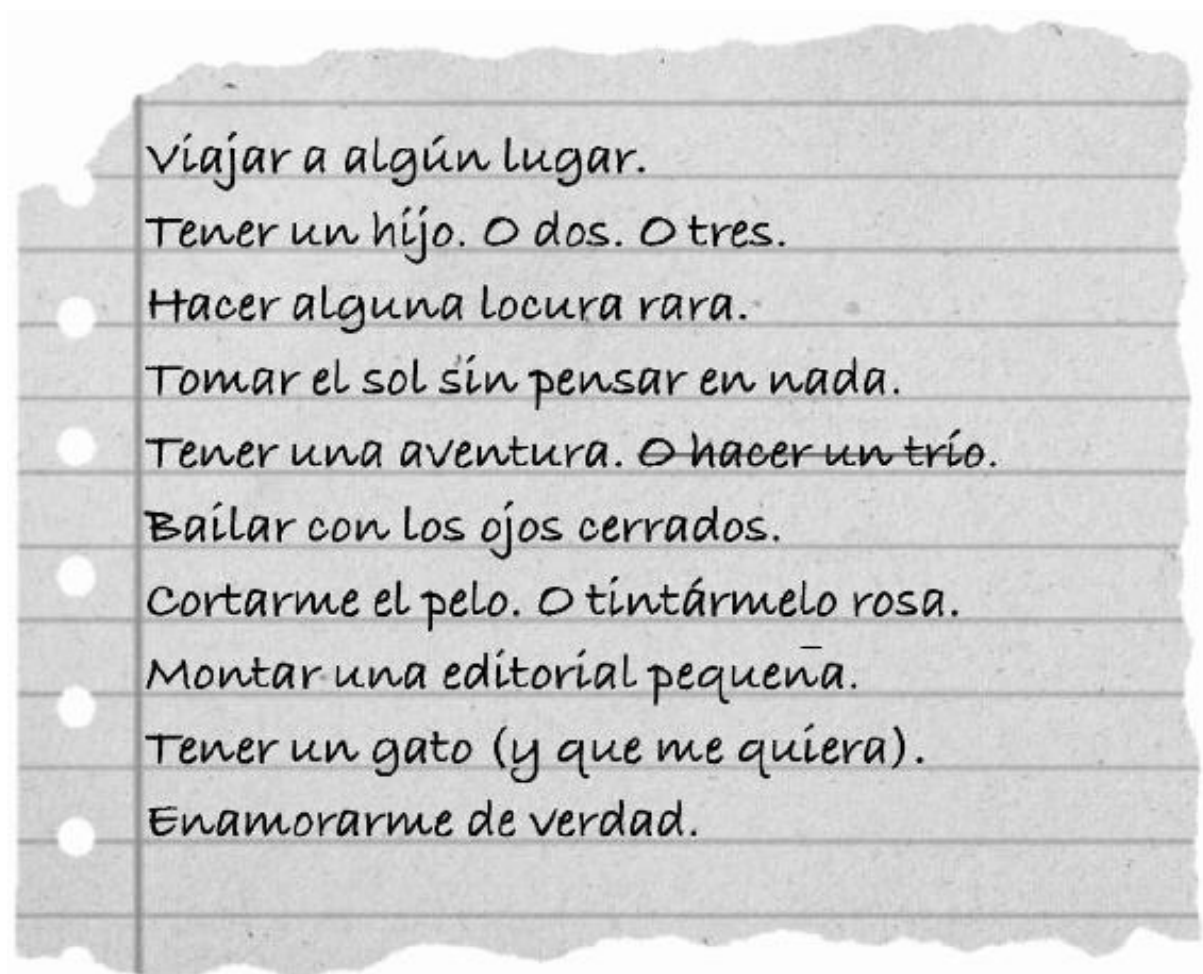 Viajar a algún lugar.
Tener un hijo. O dos. O tres.
Hacer alguna locura rara.
Tomar el sol sin pensar en nada.
Tener una aventura. O hacer un trío.
Bailar con los ojos cerrados.
Cortarme el pelo. O tintármelo rosa.
Montar una editorial pequeña.
Tener un gato (y que me quiera).
Enamorarme de verdad.